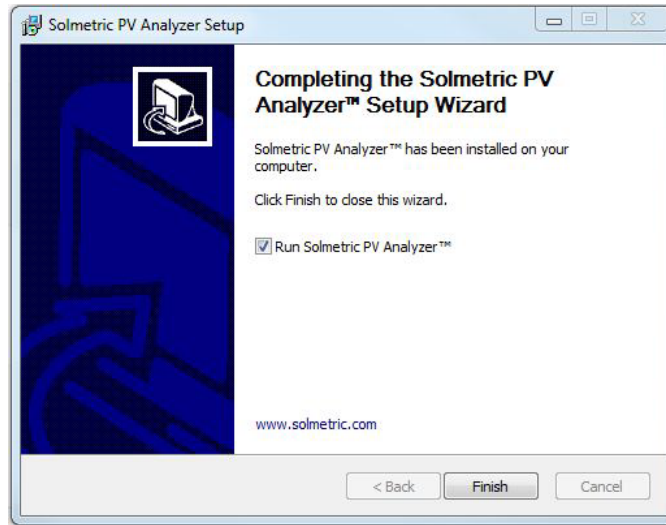 Solmetric PV Analyzer Setup
Completing the Solmetric PV
Analyzer™ Setup Wizard
Solmetric PV Analyzer™ has been installed on your
computer.
Click Finish to close this wizard.
Run Solmetric PV Analyzer™
www.solmetric.com
< Back Finish Cancel